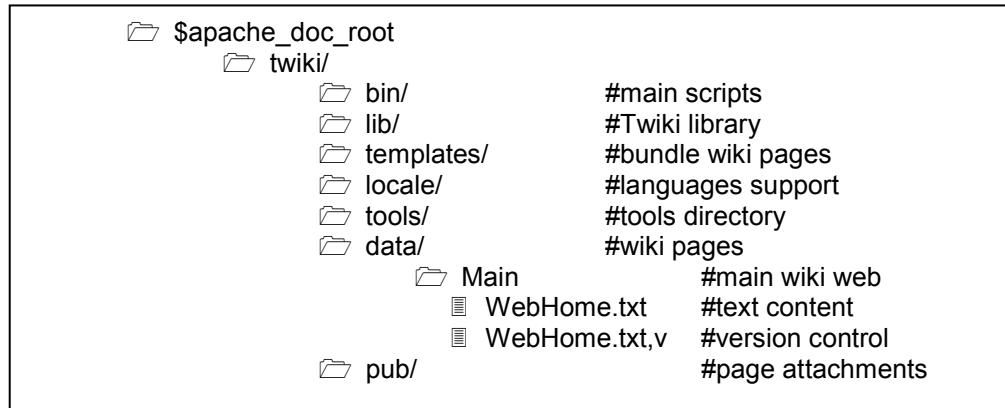 $apache_doc_root
twiki/
bin/ #main scripts
lib/ #Twiki library
templates/ #bundle wiki pages
locale/ #languages support
tools/ #tools directory
data/ #wiki pages
Main #main wiki web
WebHome.txt #text content
WebHome.txt,v #version control
pub/ #page attachments